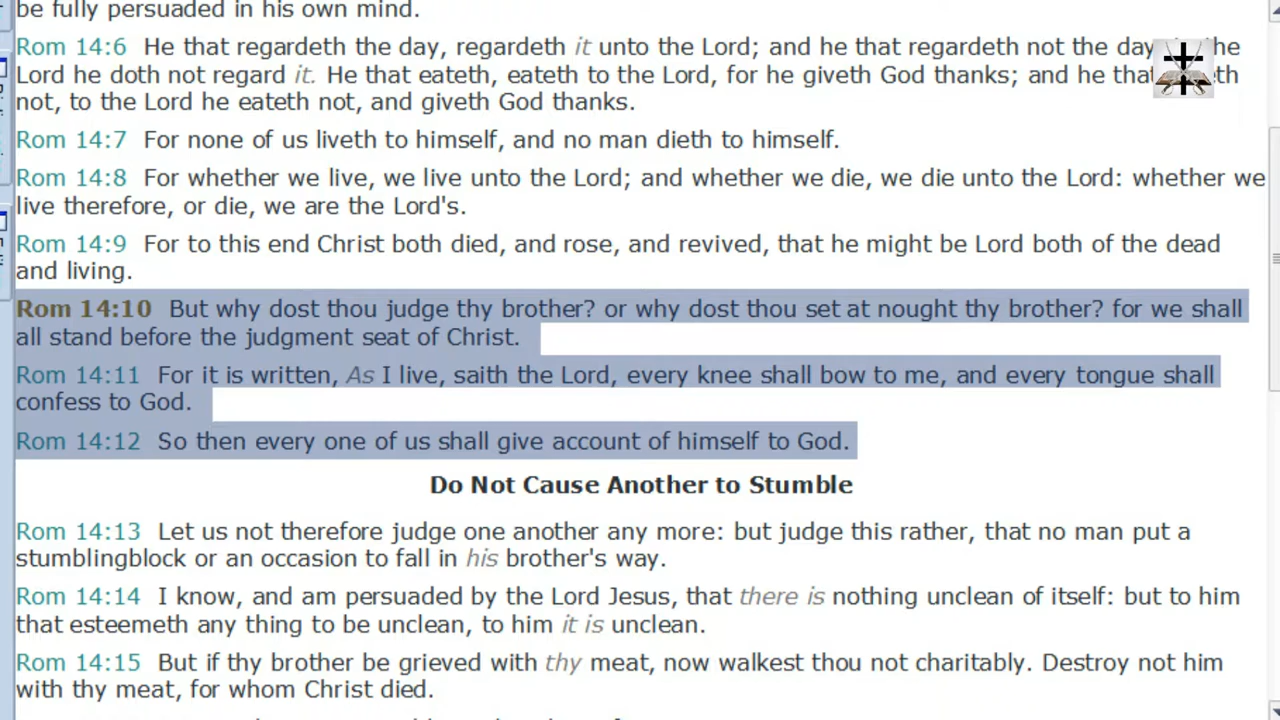 be fully persuaded in his own mind.
Rom 14:6 He that regardeth the day, regardeth it unto the Lord; and he that regardeth not the day, to the
Lord he doth not regard it. He that eateth, eateth to the Lord, for he giveth God thanks; and he that eateth
not, to the Lord he eateth not, and giveth God thanks.
Rom 14:7 For none of us liveth to himself, and no man dieth to himself.
Rom 14:8 For whether we live, we live unto the Lord; and whether we die, we die unto the Lord: whether we
live therefore, or die, we are the Lord's.
Rom 14:9 For to this end Christ both died, and rose, and revived, that he might be Lord both of the dead
and living.
Rom 14:10 But why dost thou judge thy brother? or why dost thou set at nought thy brother? for we shall
all stand before the judgment seat of Christ.
Rom 14:11 For it is written, As I live, saith the Lord, every knee shall bow to me, and every tongue shall
confess to God.
Rom 14:12 So then every one of us shall give account of himself to God.
Do Not Cause Another to Stumble
Rom 14:13 Let us not therefore judge one another any more: but judge this rather, that no man put a
stumblingblock or an occasion to fall in his brother's way.
Rom 14:14 I know, and am persuaded by the Lord Jesus, that there is nothing unclean of itself: but to him
that esteemeth any thing to be unclean, to him it is unclean.
Rom 14:15 But if thy brother be grieved with thy meat, now walkest thou not charitably. Destroy not him
with thy meat, for whom Christ died.